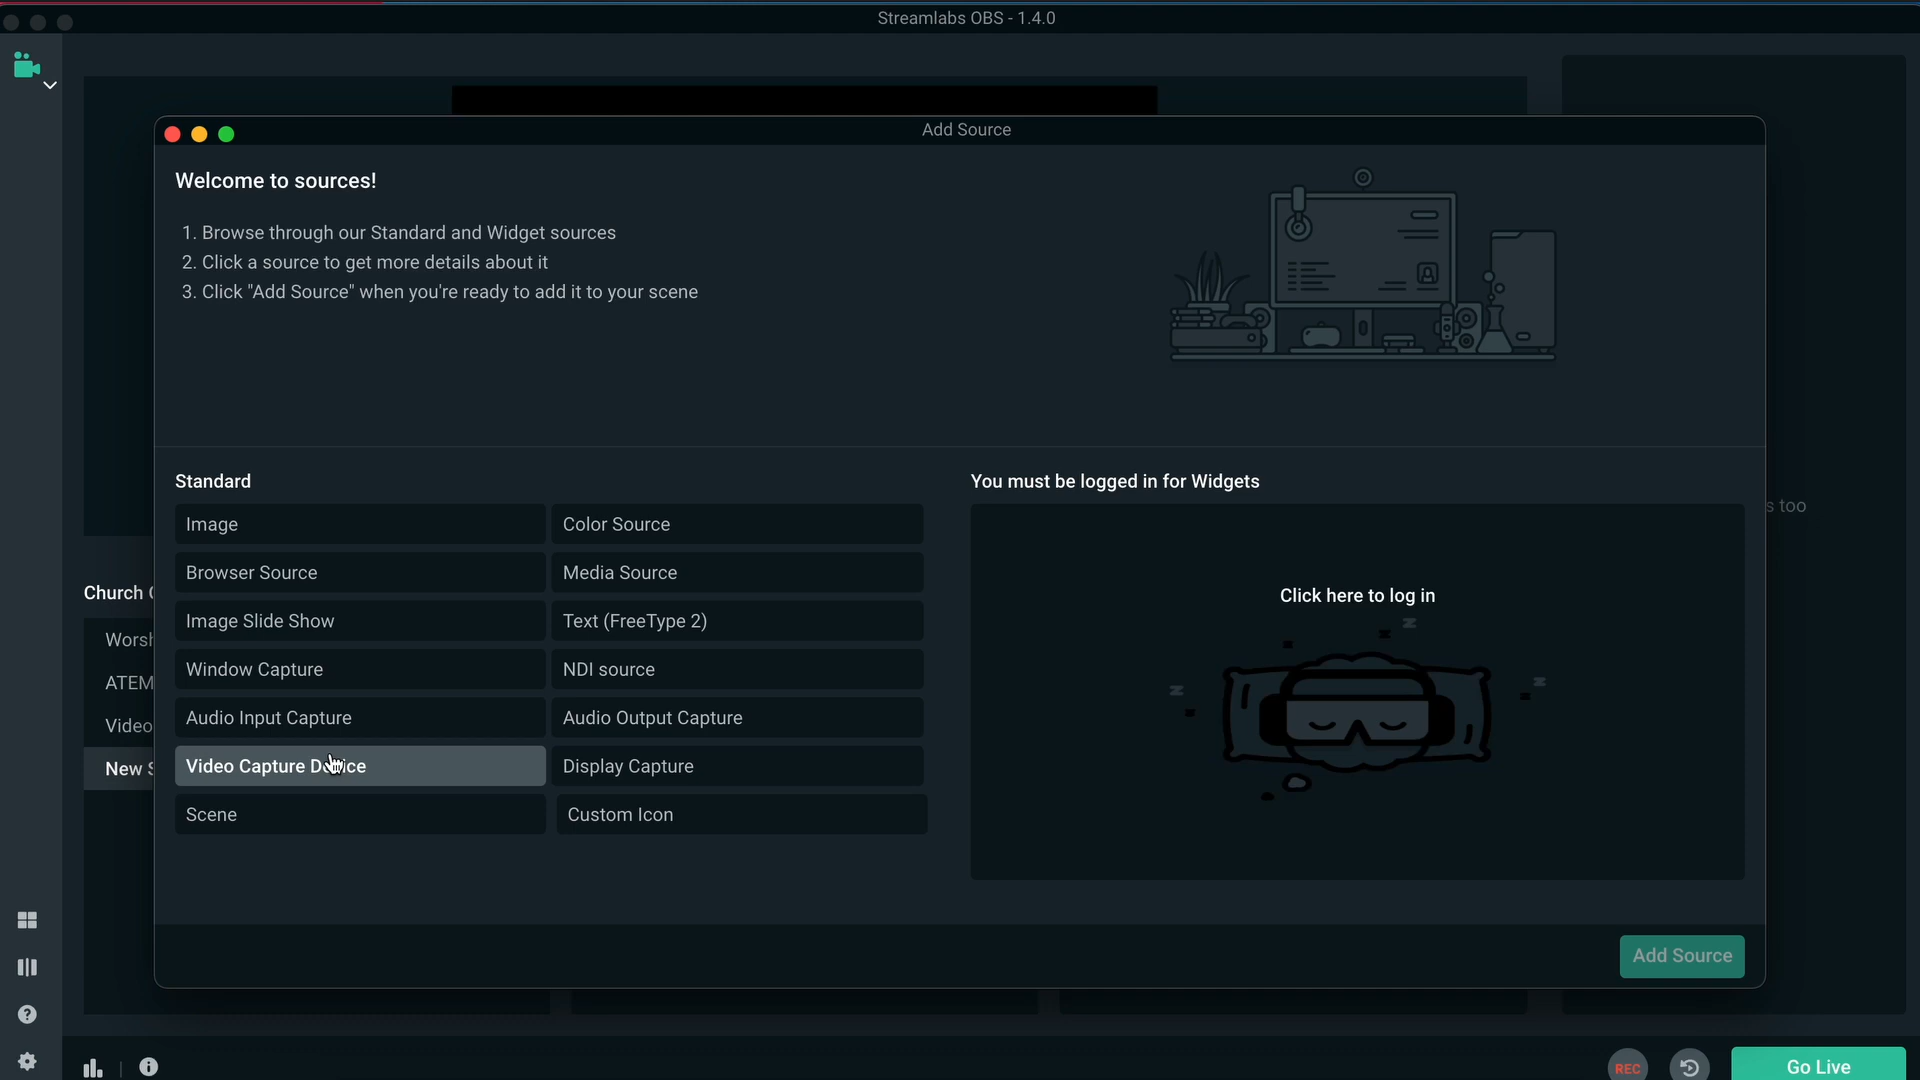 Streamlabs OBS - 1.4.0
Add Source
Welcome to sources!
1. Browse through our Standard and Widget sources
2. Click a source to get more details about it
3. Click "Add Source" when you're ready to add it to your scene
Standard
Image
Color Source
Browser Source
Media Source
Image Slide Show
Text (FreeType 2)
Window Capture
NDI source
Audio Input Capture
Audio Output Capture
Video Capture Device
Display Capture
Scene
Custom Icon
You must be logged in for Widgets
Click here to log in
z
z
z
Add Source
s too
Church
ATEM
Video
New
REC
Go Live